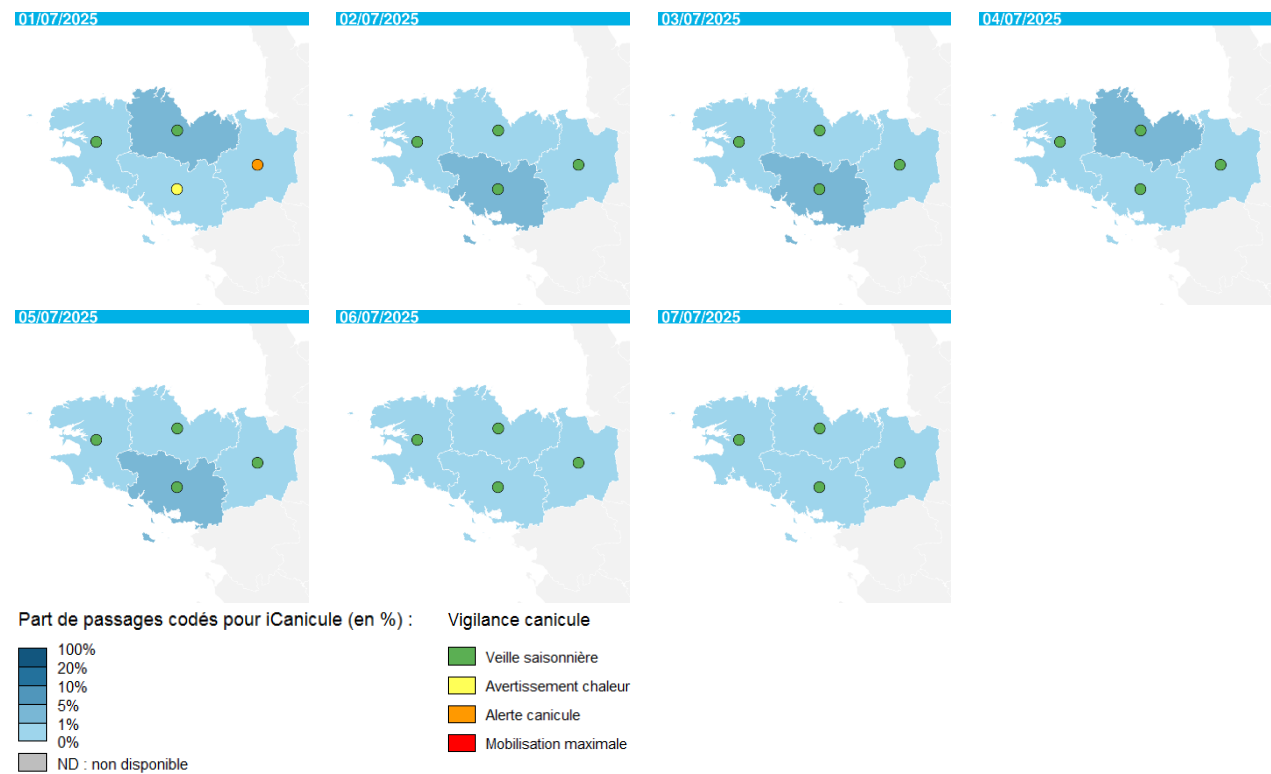 01/07/2025
02/07/2025
03/07/2025
04/07/2025
05/07/2025
06/07/2025
07/07/2025
Part de passages codés pour iCanicule (en %) :
100%
20%
10%
5%
1%
0%
ND : non disponible
Vigilance canicule
Veille saisonnière
Avertissement chaleur
Alerte canicule
Mobilisation maximale